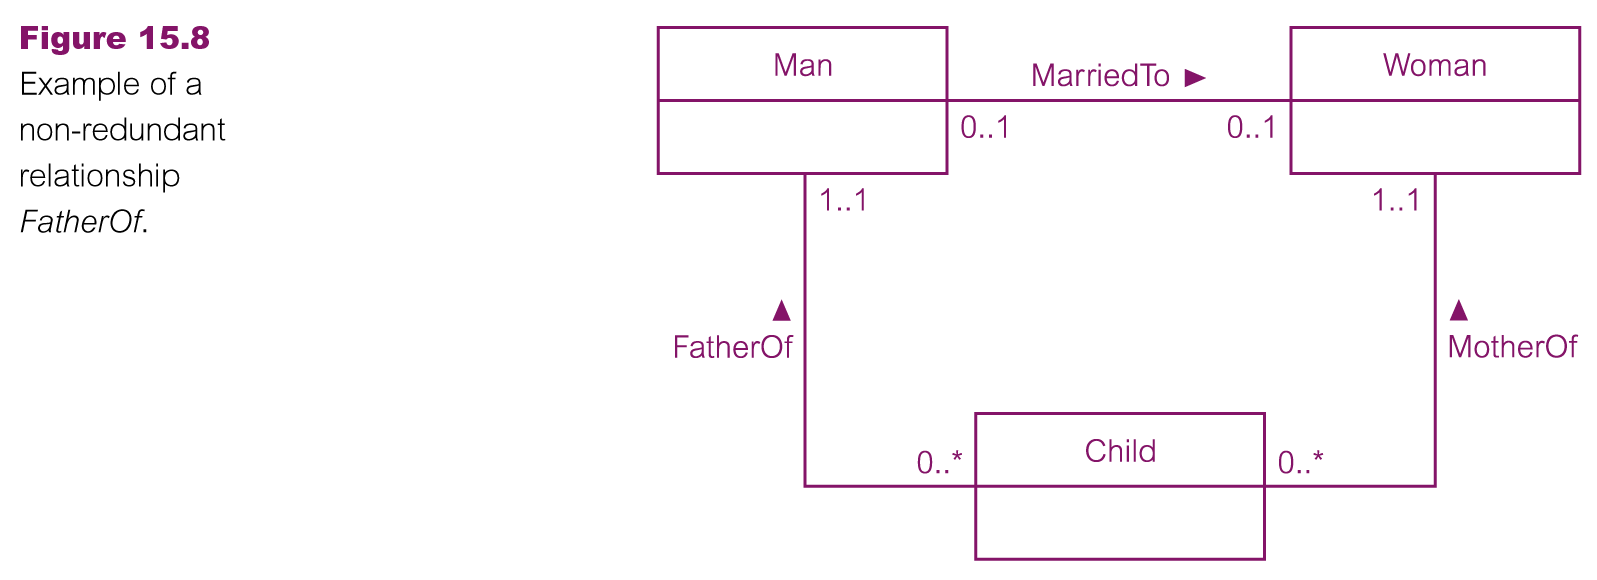 Figure 15.8
Example of a
non-redundant
relationship
FatherOf.
Man
MarriedTo ►
Woman
0..1
0..1
1..1
1..1
▲
FatherOf
▲
MotherOf
Child
0..*
0..*